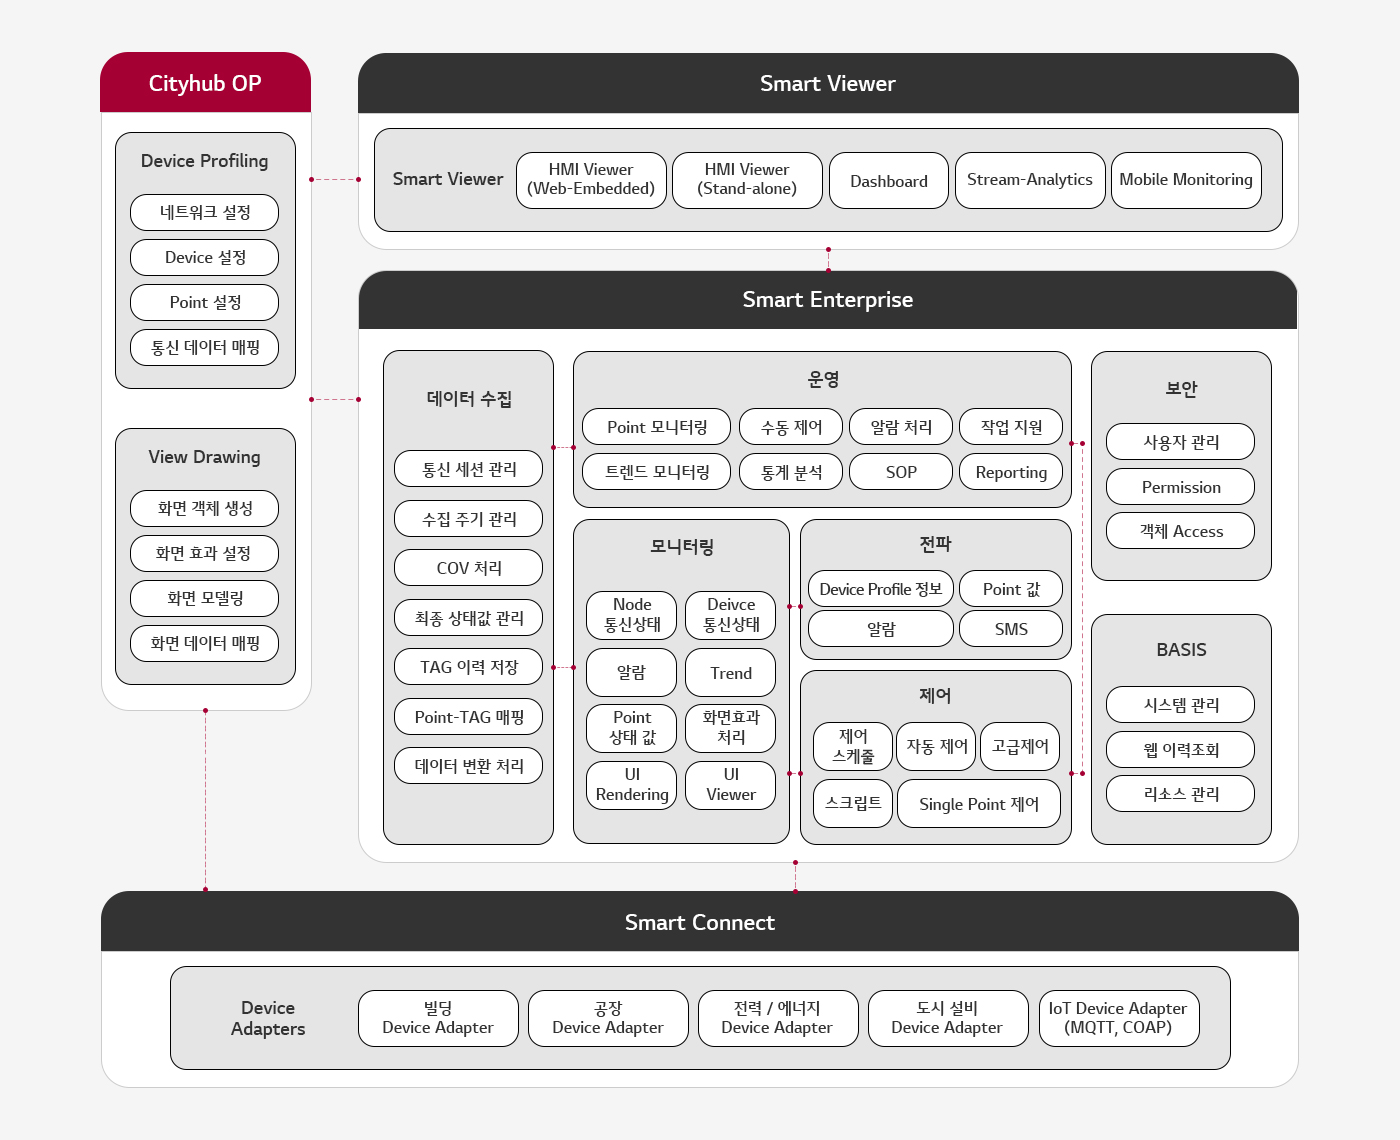 Cityhub OP
Device Profiling
네트워크 설정
Device 설정
Point 설정
통신 데이터 매핑
View Drawing
화면 객체 생성
화면 효과 설정
화면 모델링
화면 데이터 매핑
Smart Viewer
Smart Viewer
HMI Viewer
(Web-Embedded)
HMI Viewer
(Stand-alone)
Dashboard
Stream-Analytics
Mobile Monitoring
Smart Enterprise
데이터 수집
통신 세션 관리
수집 주기 관리
COV 처리
최종 상태값 관리
TAG 이력 저장
Point-TAG 매핑
데이터 변환 처리
운영
Point 모니터링
수동 제어
알람 처리
작업 지원
트렌드 모니터링
통계 분석
SOP
Reporting
모니터링
Node
통신상태
Deivce
통신상태
알람
Trend
Point
상태 값
화면효과
처리
UI
Rendering
UI
Viewer
전파
Device Profile 정보
Point 값
알람
SMS
제어
제어
스케줄
자동 제어
고급제어
스크립트
Single Point 제어
보안
사용자 관리
Permission
객체 Access
BASIS
시스템 관리
웹 이력조회
리소스 관리
Smart Connect
Device
Adapters
빌딩
Device Adapter
공장
Device Adapter
전력 / 에너지
Device Adapter
도시 설비
Device Adapter
IoT Device Adapter
(MQTT, COAP)